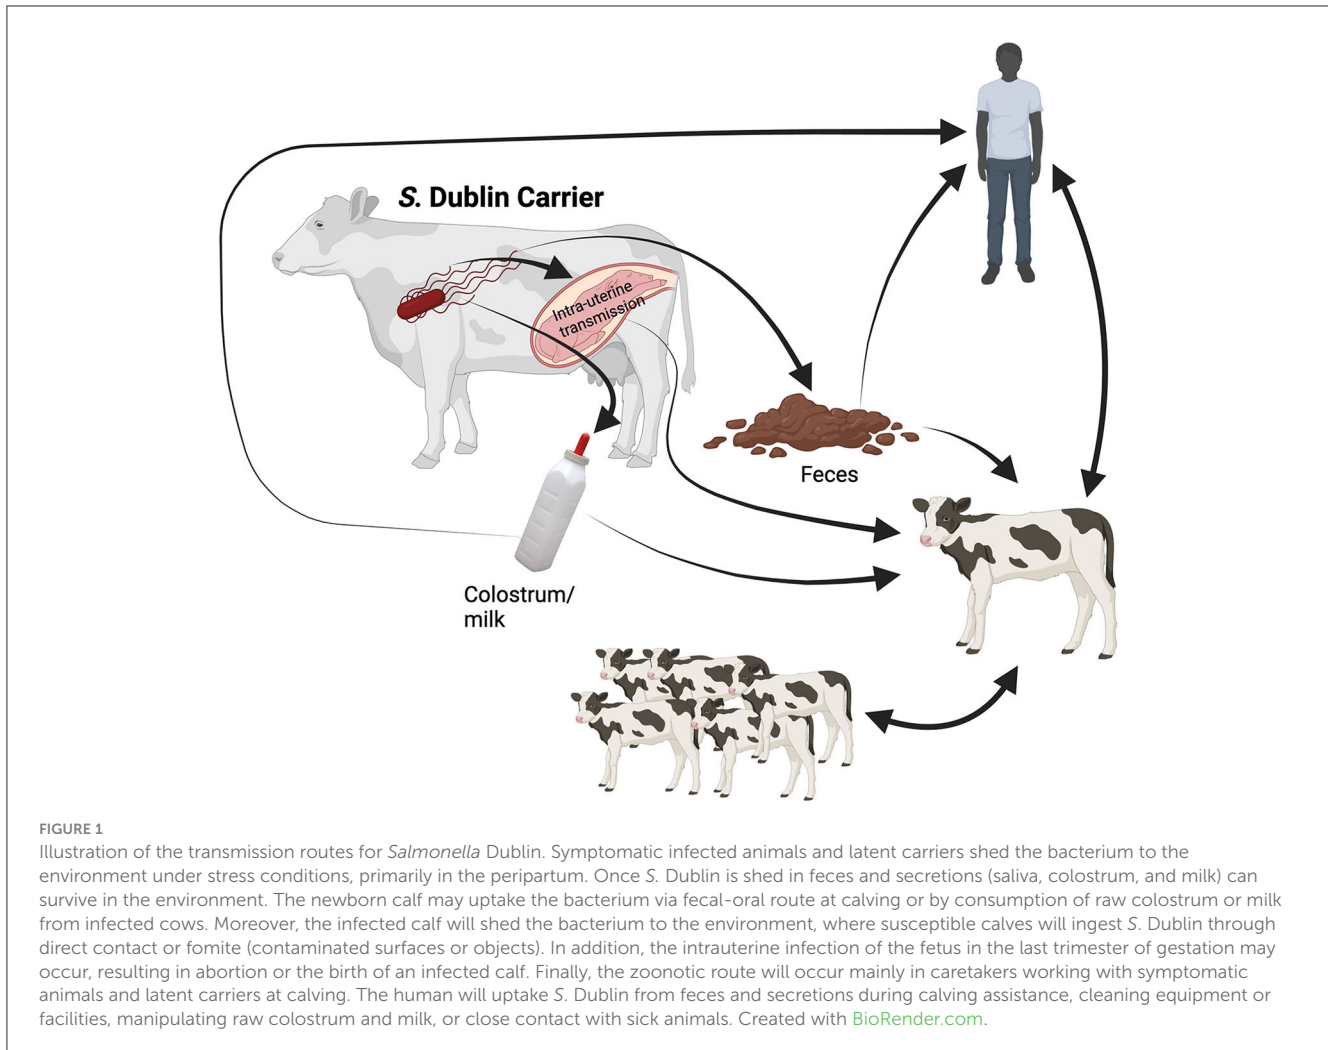 S. Dublin Carrier
Intra-uterine
transmission
Feces
Colostrum/
milk
FIGURE 1
Illustration of the transmission routes for Salmonella Dublin. Symptomatic infected animals and latent carriers shed the bacterium to the
environment under stress conditions, primarily in the peripartum. Once S. Dublin is shed in feces and secretions (saliva, colostrum, and milk) can
survive in the environment. The newborn calf may uptake the bacterium via fecal-oral route at calving or by consumption of raw colostrum or milk
from infected cows. Moreover, the infected calf will shed the bacterium to the environment, where susceptible calves will ingest S. Dublin through
direct contact or fomite (contaminated surfaces or objects). In addition, the intrauterine infection of the fetus in the last trimester of gestation may
occur, resulting in abortion or the birth of an infected calf. Finally, the zoonotic route will occur mainly in caretakers working with symptomatic
animals and latent carriers at calving. The human will uptake S. Dublin from feces and secretions during calving assistance, cleaning equipment or
facilities, manipulating raw colostrum and milk, or close contact with sick animals. Created with BioRender.com.